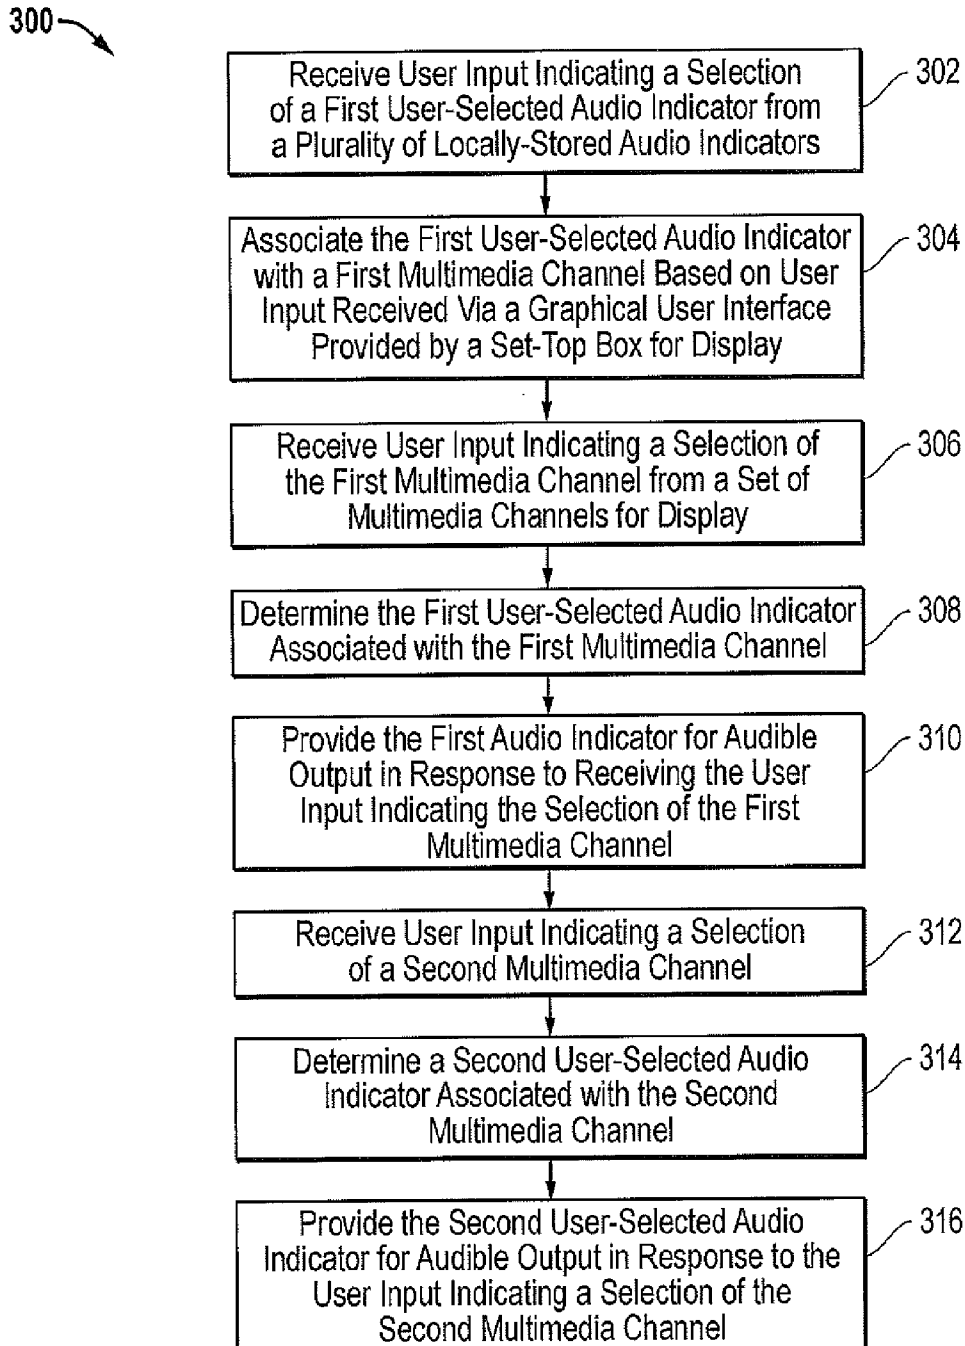 300
Receive User Input Indicating a Selection
of a First User-Selected Audio Indicator from
a Plurality of Locally-Stored Audio Indicators
302
Associate the First User-Selected Audio Indicator
with a First Multimedia Channel Based on User
Input Received Via a Graphical User Interface
Provided by a Set-Top Box for Display
304
Receive User Input Indicating a Selection of
the First Multimedia Channel from a Set of
Multimedia Channels for Display
306
Determine the First User-Selected Audio Indicator
Associated with the First Multimedia Channel
308
Provide the First Audio Indicator for Audible
Output in Response to Receiving the User
Input Indicating the Selection of the First
Multimedia Channel
310
Receive User Input Indicating a Selection
of a Second Multimedia Channel
312
Determine a Second User-Selected Audio
Indicator Associated with the Second
Multimedia Channel
314
Provide the Second User-Selected Audio
Indicator for Audible Output in Response to the
User Input Indicating a Selection of the
Second Multimedia Channel
316